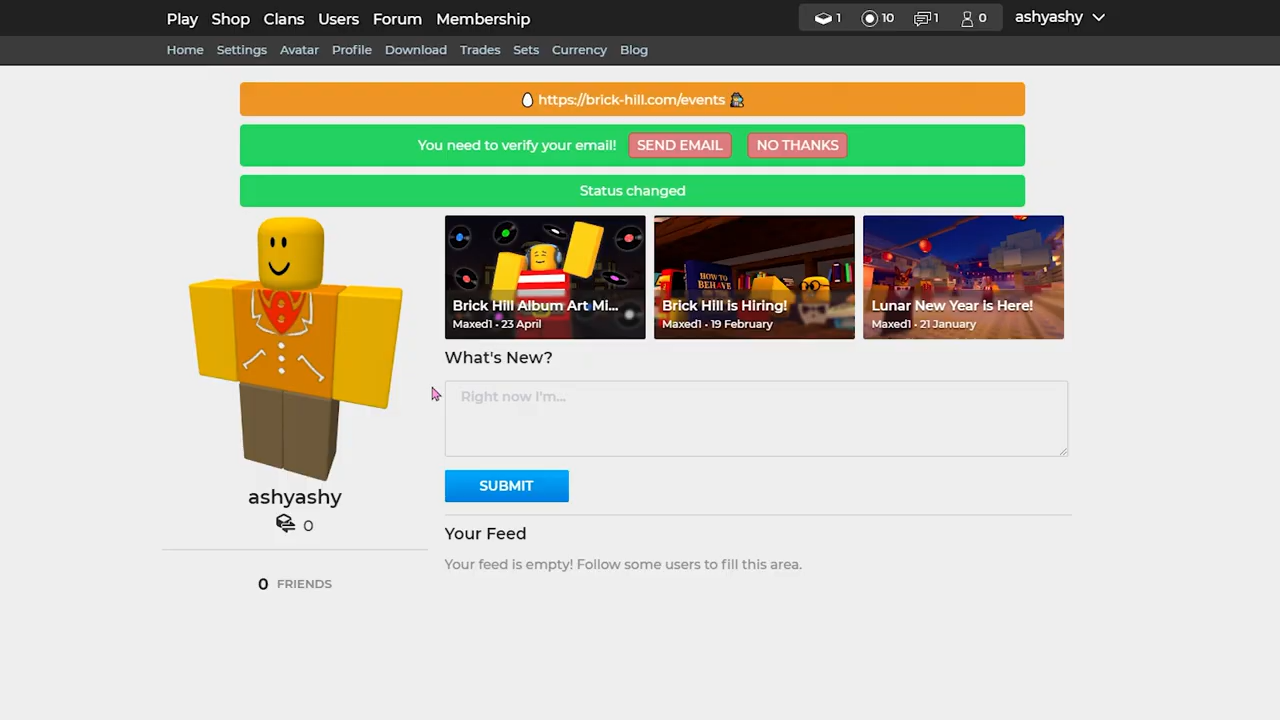 Play Shop Clans Users Forum Membership 1 10 1 0 ashyashy
Home Settings Avatar Profile Download Trades Sets Currency Blog
https://brick-hill.com/events
You need to verify your email! SEND EMAIL NO THANKS
Status changed
HOW TO
BEHAVE
Brick Hill Album Art Mi...
Maxed1 • 23 April
Brick Hill is Hiring!
Maxed1 • 19 February
Lunar New Year is Here!
Maxed1 • 21 January
What's New?
Right now I'm...
SUBMIT
ashyashy
0
0 FRIENDS
Your Feed
Your feed is empty! Follow some users to fill this area.